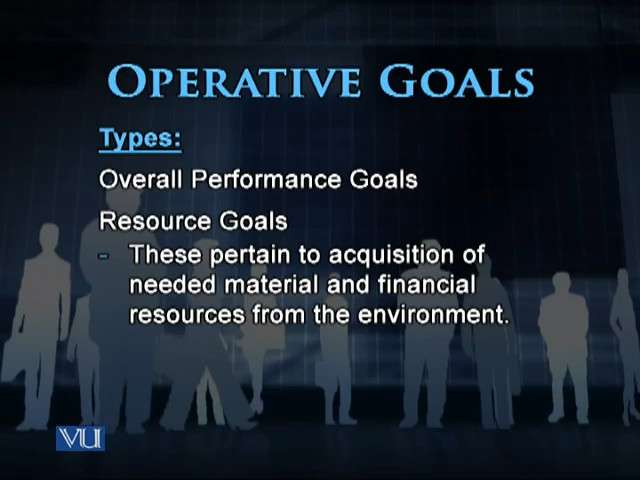 OPERATIVE GOALS
Types:
Overall Performance Goals
Resource Goals
- These pertain to acquisition of
needed material and financial
resources from the environment.
VU